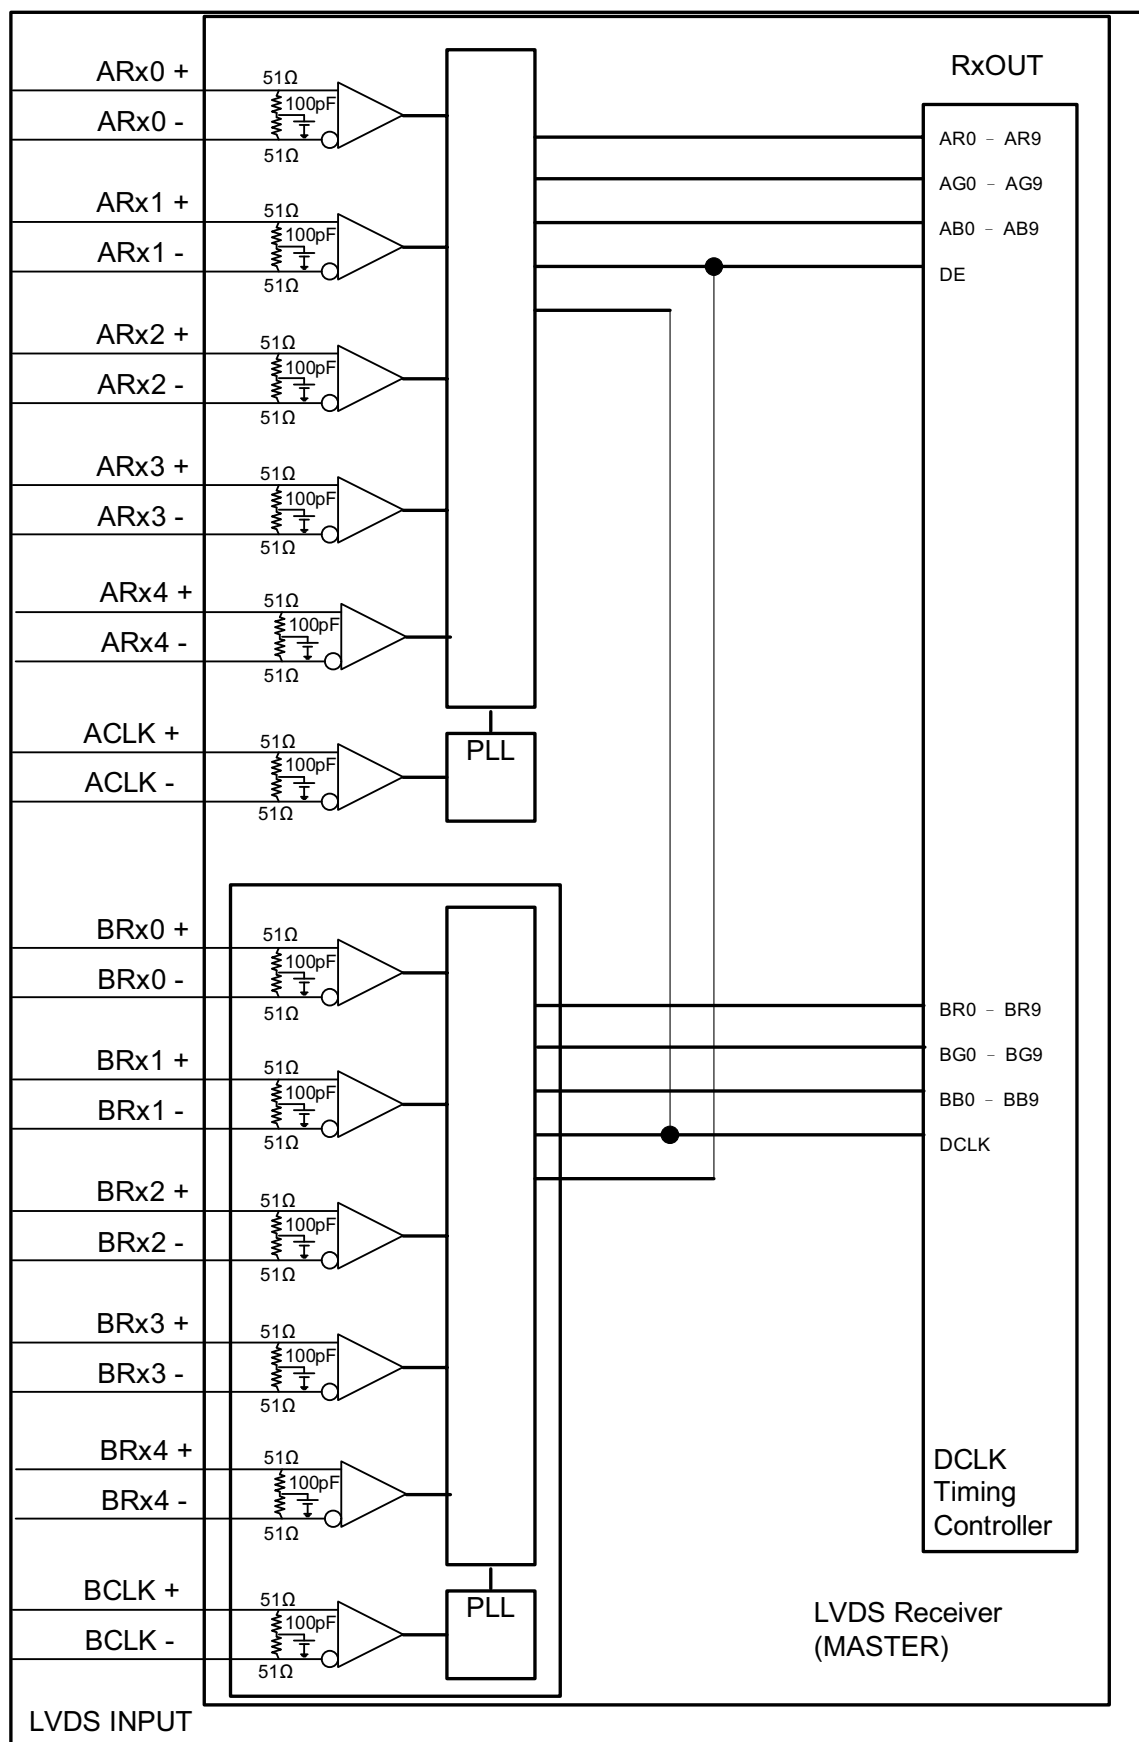 RxOUT
ARx0 +
51Ω
100pF
ARx0 -
51Ω
AR0 - AR9
AG0 - AG9
ARx1 +
51Ω
100pF
AB0 - AB9
ARx1 -
51Ω
DE
ARx2 +
51Ω
100pF
ARx2 -
51Ω
ARx3 +
51Ω
100pF
ARx3 -
51Ω
ARx4 +
51Ω
100pF
ARx4 -
51Ω
ACLK +
51Ω
PLL
100pF
ACLK -
51Ω
BRx0 +
51Ω
100pF
BRx0 -
51Ω
BR0 - BR9
BG0 - BG9
BRx1 +
51Ω
100pF
BB0 - BB9
BRx1 -
51Ω
DCLK
BRx2 +
51Ω
100pF
BRx2 -
51Ω
BRx3 +
51Ω
100pF
BRx3 -
51Ω
BRx4 +
51Ω
100pF
BRx4 -
51Ω
DCLK
Timing
Controller
BCLK +
51Ω
PLL
100pF
BCLK -
51Ω
LVDS Receiver
(MASTER)
LVDS INPUT